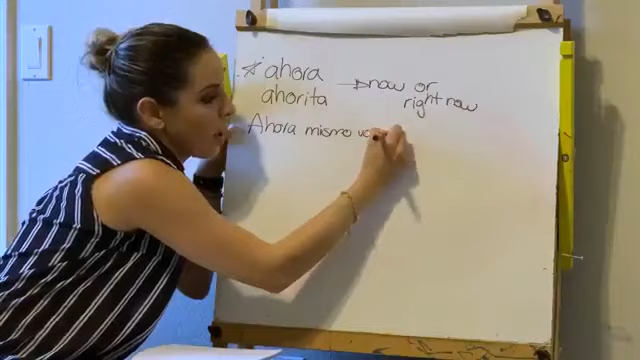 * ahora → now or
ahorita right now
Ahora mismo vo